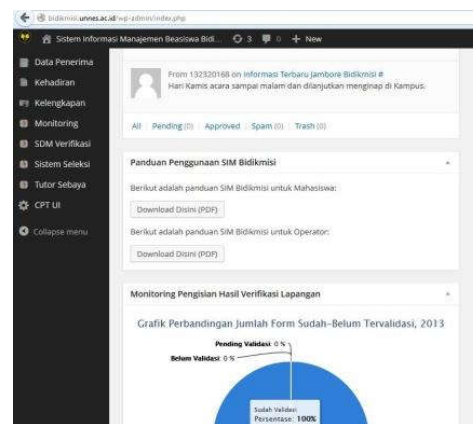 bidikmisi.unnes.ac.id/wp-admin/index.php
Sistem Informasi Manajemen Beasiswa Bidi... 3 0 + New
Data Penerima
Kehadiran
Kelengkapan
Monitoring
SDM Verifikasi
Sistem Seleksi
Tutor Sebaya
CPT UI
Collapse menu
From 132320168 on Informasi Terbaru Jambore Bidikmisi #
Hari Kamis acara sampai malam dan dilanjutkan menginap di Kampus.
All | Pending (0) | Approved | Spam (0) | Trash (0)
Panduan Penggunaan SIM Bidikmisi
Berikut adalah panduan SIM Bidikmisi untuk Mahasiswa:
Download Disini (PDF)
Berikut adalah panduan SIM Bidikmisi untuk Operator:
Download Disini (PDF)
Monitoring Pengisian Hasil Verifikasi Lapangan
Grafik Perbandingan Jumlah Form Sudah-Belum Tervalidasi, 2013
Pending Validasi: 0 %
Belum Validasi: 0 %
Sudah Validasi
Persentase: 100%